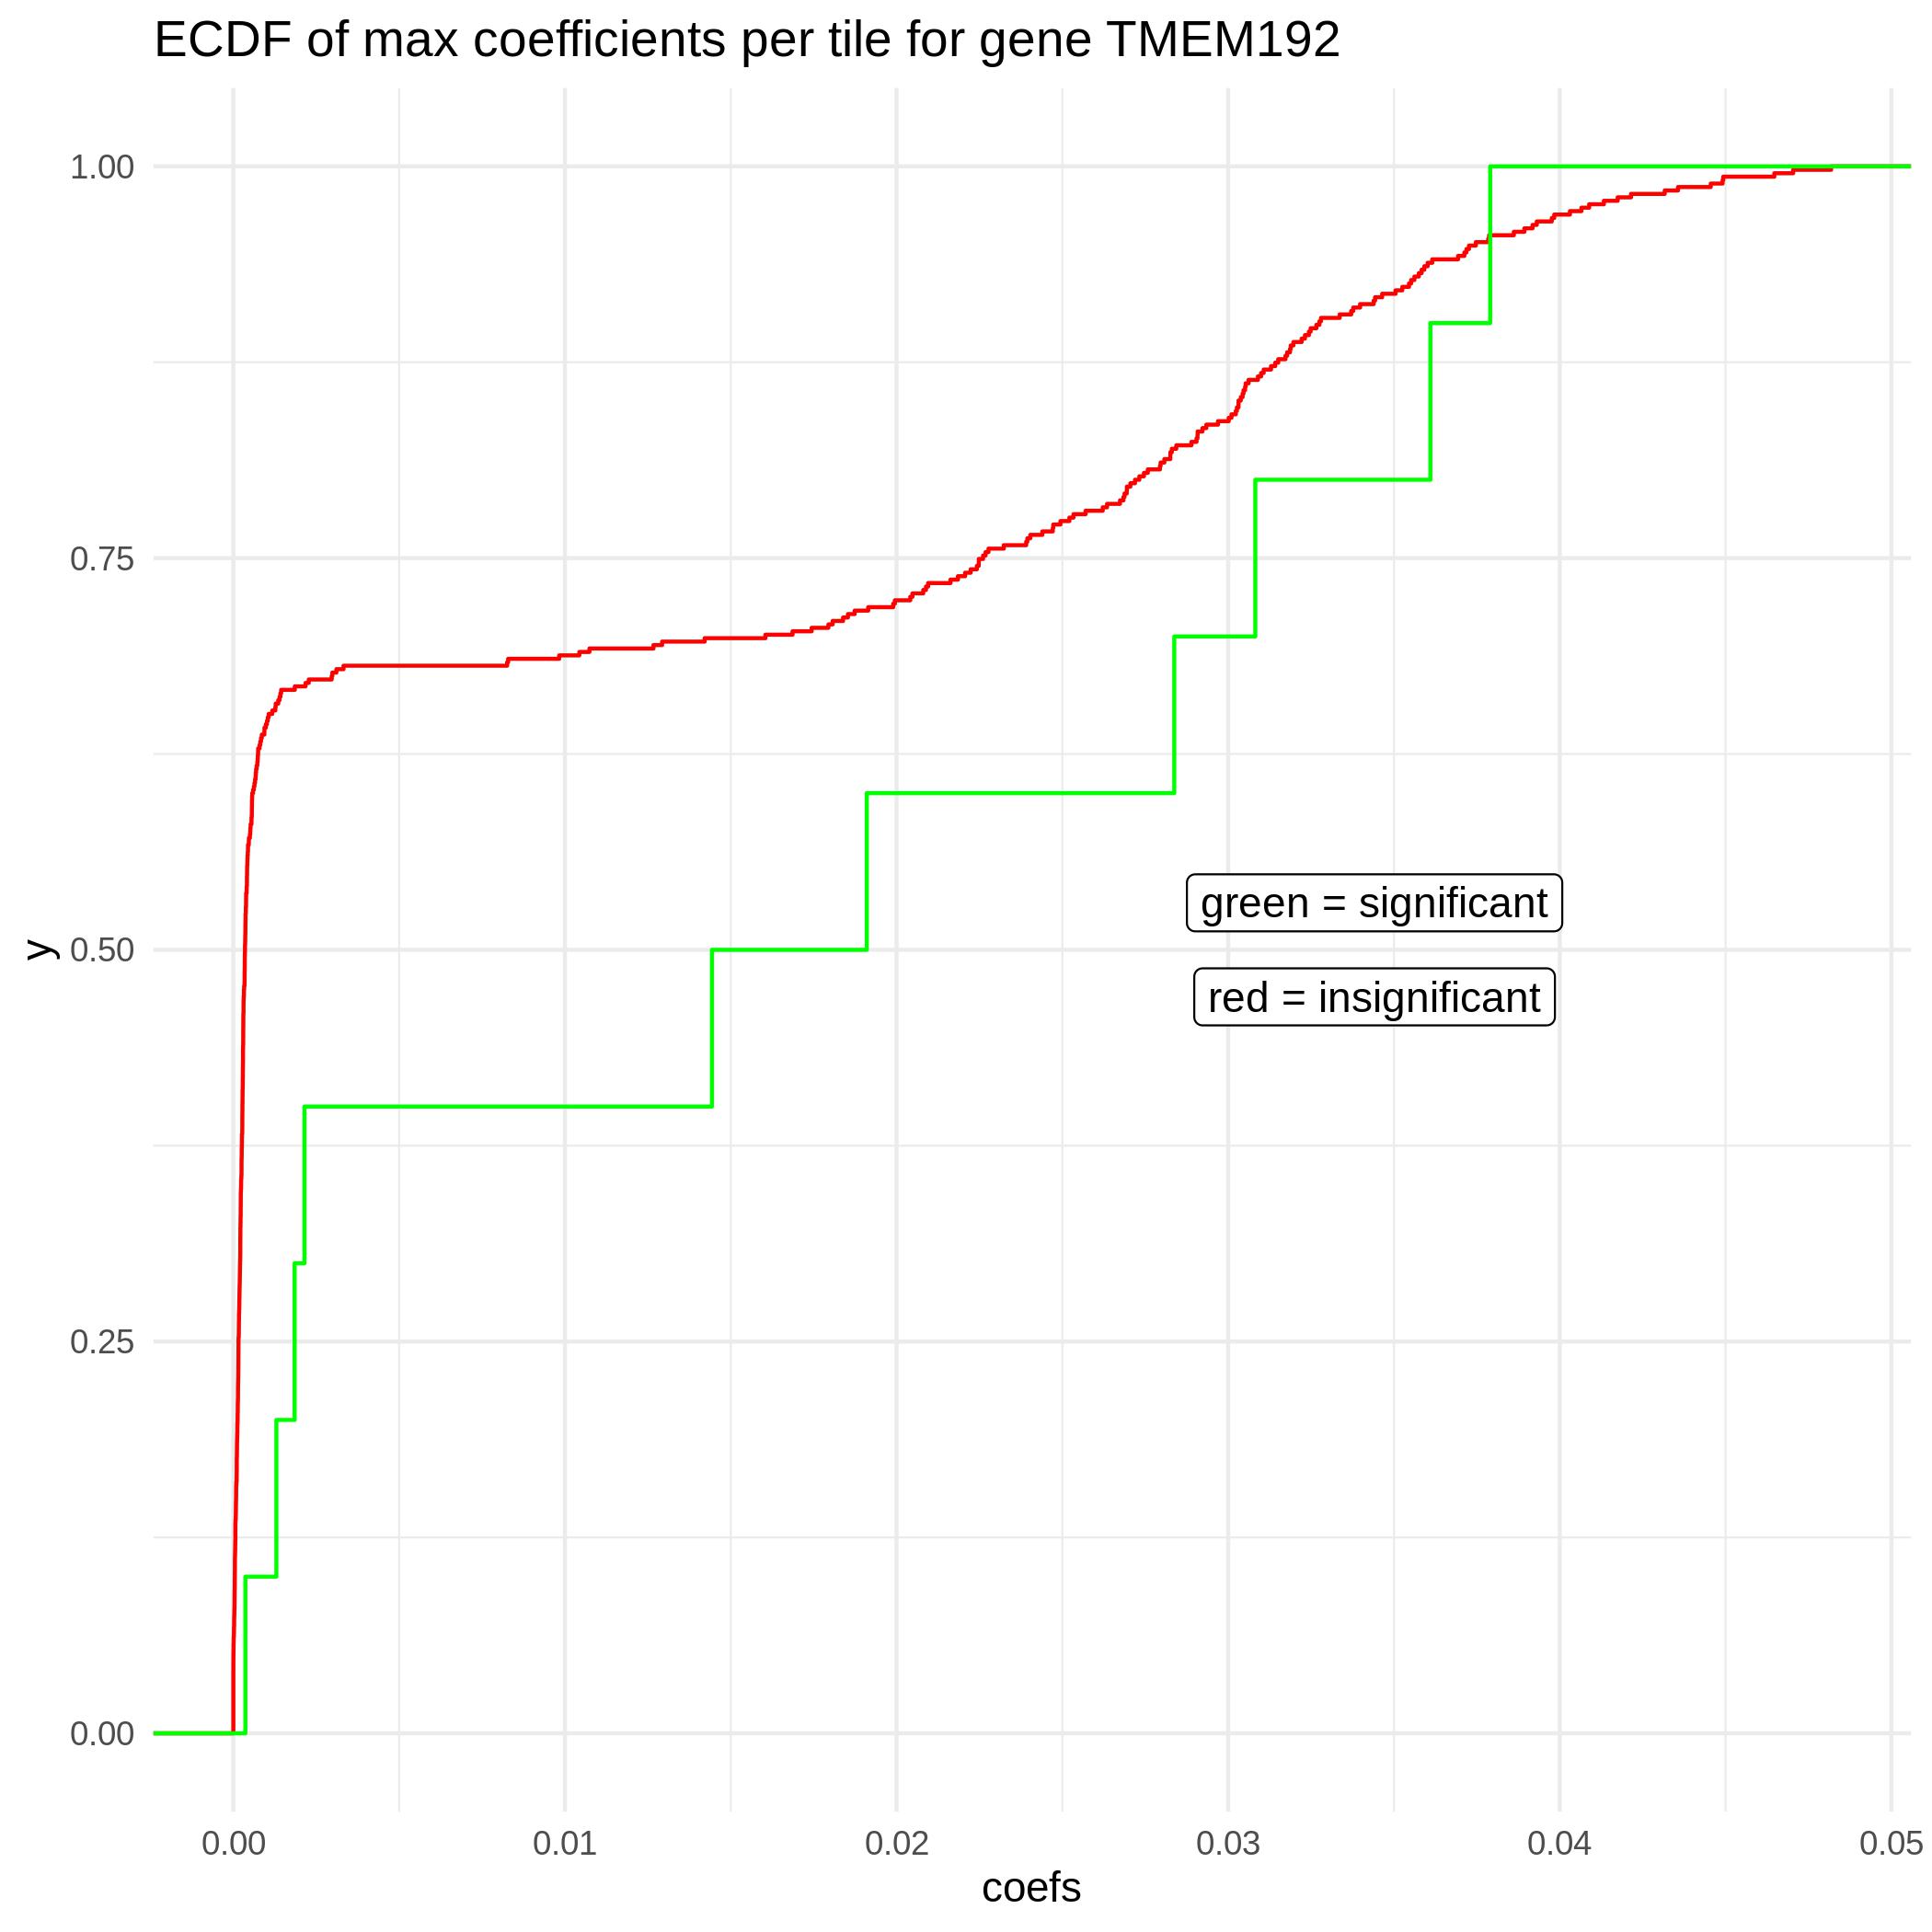 ECDF of max coefficients per tile for gene TMEM192
1.00
0.75
0.50
0.25
0.00
y
green = significant
red = insignificant
0.00 0.01 0.02 0.03 0.04 0.05
coefs